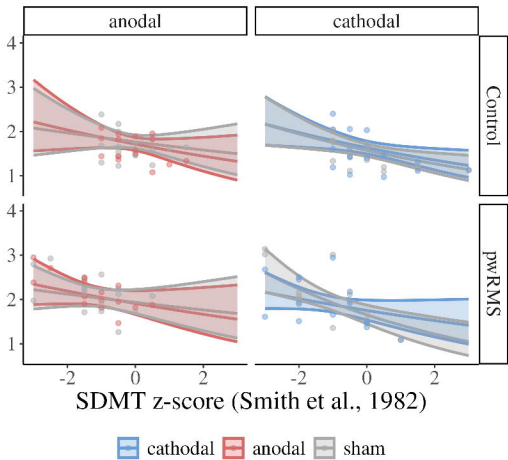 anodal cathodal
4
3
2
1
Control
4
3
2
1
pwRMS
-2 0 2 -2 0 2
SDMT z-score (Smith et al., 1982)
cathodal anodal sham